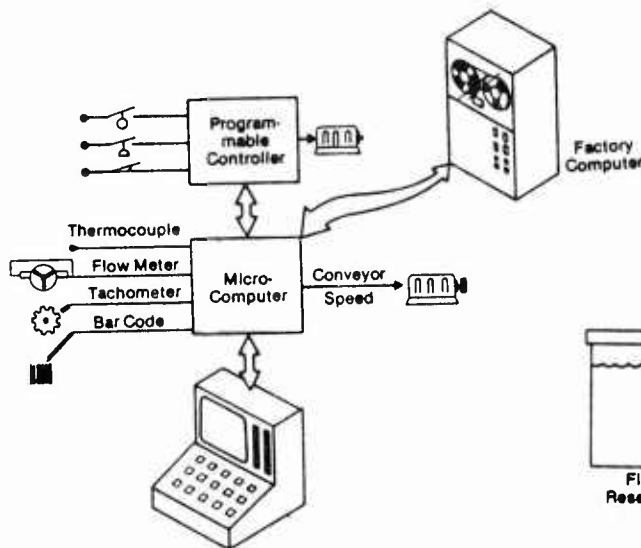 Program-
mable
Controller
Factory
Computer
Thermocouple
Flow Meter
Tachometer
Bar Code
Micro-
Computer
Conveyor
Speed